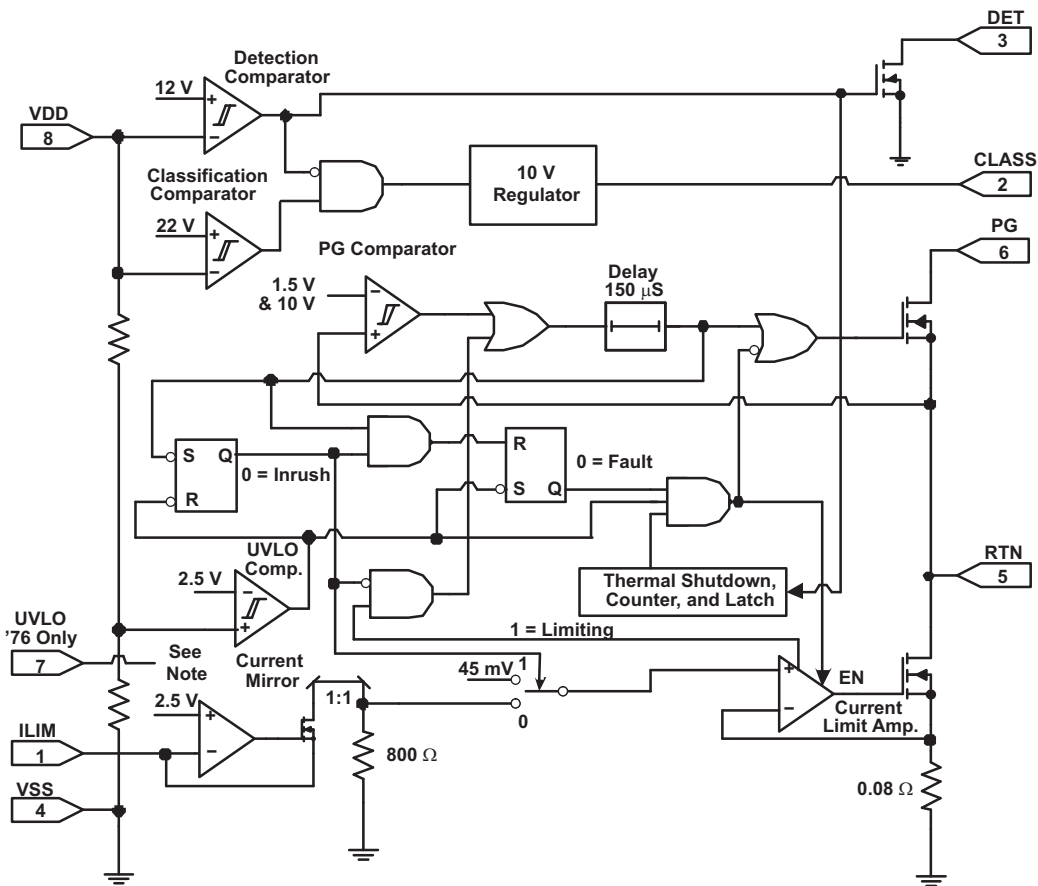 DET
3
Detection
Comparator
12 V
+
−
VDD
8
Classification
Comparator
22 V
+
−
10 V
Regulator
CLASS
2
PG
6
PG Comparator
1.5 V
& 10 V
−
+
Delay
150 μS
S Q
R
0 = Inrush
R
S Q
0 = Fault
UVLO
Comp.
2.5 V
−
+
Thermal Shutdown,
Counter, and Latch
RTN
5
UVLO
'76 Only
7
See
Note
Current
Mirror
1:1
2.5 V
+
−
ILIM
1
800 Ω
VSS
4
1 = Limiting
45 mV
1
0
+
−
EN
Current
Limit Amp.
0.08 Ω